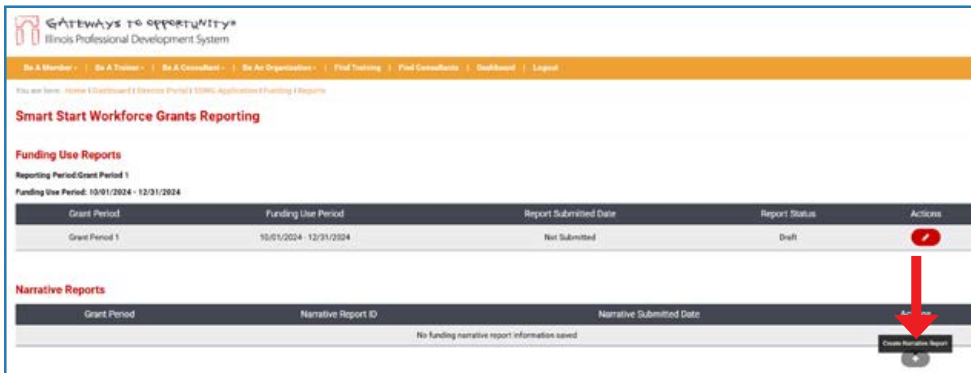 GATEWAYS TO OPPORTUNITY®
Illinois Professional Development System
Be A Member | Be A Trainer | Be A Consultant | Be An Organization | Find Training | Find Consultants | Dashboard | Logout
You are here: Home | Dashboard | Director Portal | SSWG Application | Funding | Reports
Smart Start Workforce Grants Reporting
Funding Use Reports
Reporting Period:Grant Period 1
Funding Use Period: 10/01/2024 - 12/31/2024
Grant Period Funding Use Period Report Submitted Date Report Status Actions
Grant Period 1 10/01/2024 - 12/31/2024 Not Submitted Draft
Narrative Reports
Grant Period Narrative Report ID Narrative Submitted Date Actions
No funding narrative report information saved
Create Narrative Report